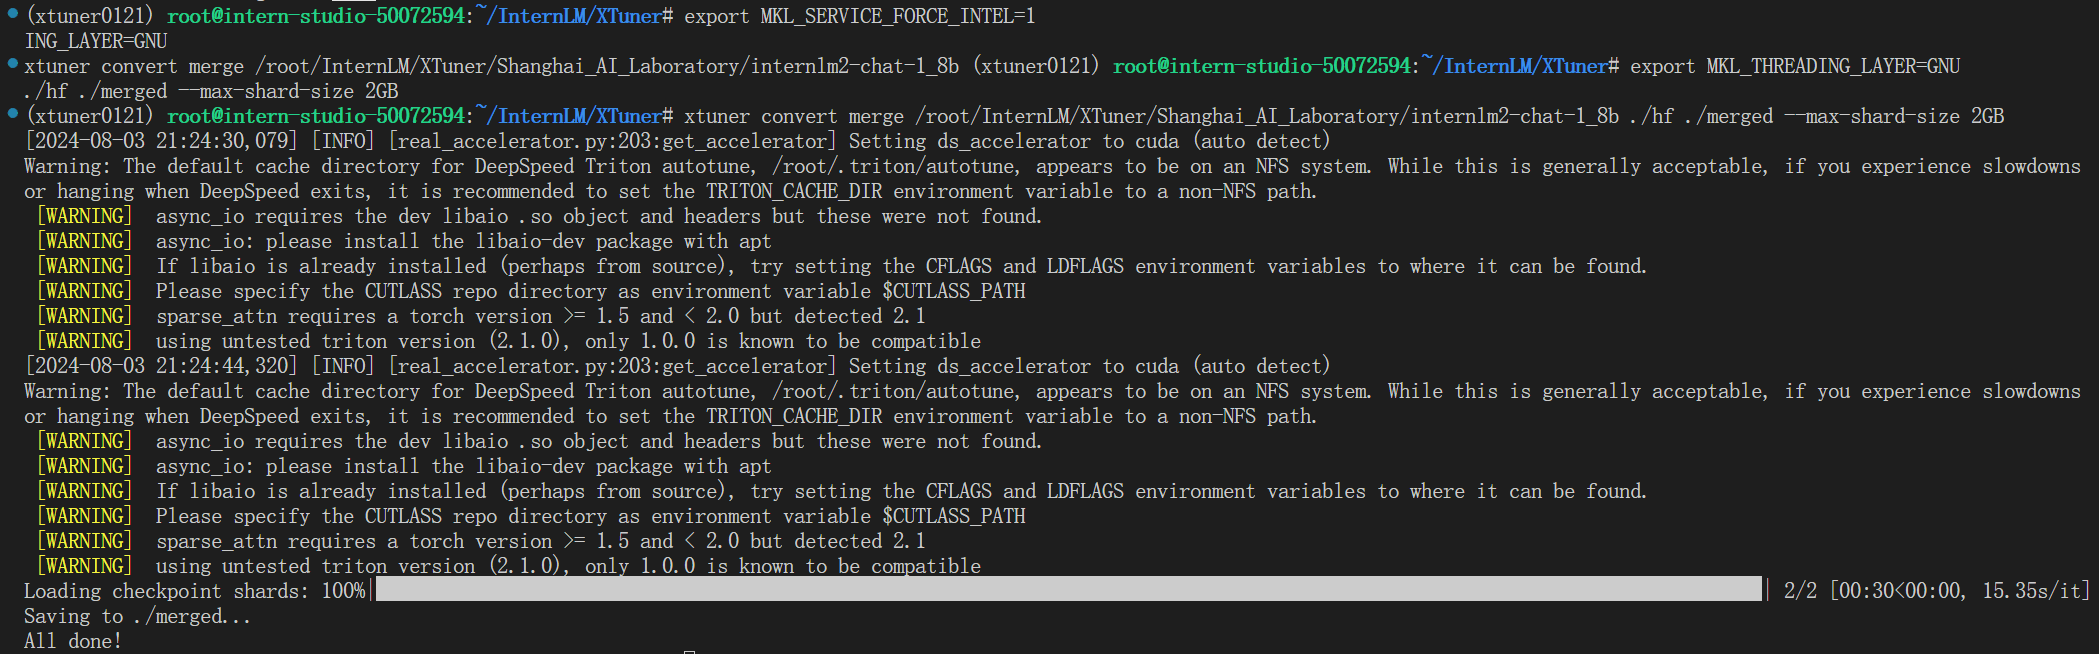 (xtuner0121) root@intern-studio-50072594:~/InternLM/XTuner# export MKL_SERVICE_FORCE_INTEL=1
ING_LAYER=GNU
xtuner convert merge /root/InternLM/XTuner/Shanghai_AI_Laboratory/internlm2-chat-1_8b (xtuner0121) root@intern-studio-50072594:~/InternLM/XTuner# export MKL_THREADING_LAYER=GNU
./hf ./merged --max-shard-size 2GB
(xtuner0121) root@intern-studio-50072594:~/InternLM/XTuner# xtuner convert merge /root/InternLM/XTuner/Shanghai_AI_Laboratory/internlm2-chat-1_8b ./hf ./merged --max-shard-size 2GB
[2024-08-03 21:24:30,079] [INFO] [real_accelerator.py:203:get_accelerator] Setting ds_accelerator to cuda (auto detect)
Warning: The default cache directory for DeepSpeed Triton autotune, /root/.triton/autotune, appears to be on an NFS system. While this is generally acceptable, if you experience slowdowns
or hanging when DeepSpeed exits, it is recommended to set the TRITON_CACHE_DIR environment variable to a non-NFS path.
[WARNING] async_io requires the dev libaio .so object and headers but these were not found.
[WARNING] async_io: please install the libaio-dev package with apt
[WARNING] If libaio is already installed (perhaps from source), try setting the CFLAGS and LDFLAGS environment variables to where it can be found.
[WARNING] Please specify the CUTLASS repo directory as environment variable $CUTLASS_PATH
[WARNING] sparse_attn requires a torch version >= 1.5 and < 2.0 but detected 2.1
[WARNING] using untested triton version (2.1.0), only 1.0.0 is known to be compatible
[2024-08-03 21:24:44,320] [INFO] [real_accelerator.py:203:get_accelerator] Setting ds_accelerator to cuda (auto detect)
Warning: The default cache directory for DeepSpeed Triton autotune, /root/.triton/autotune, appears to be on an NFS system. While this is generally acceptable, if you experience slowdowns
or hanging when DeepSpeed exits, it is recommended to set the TRITON_CACHE_DIR environment variable to a non-NFS path.
[WARNING] async_io requires the dev libaio .so object and headers but these were not found.
[WARNING] async_io: please install the libaio-dev package with apt
[WARNING] If libaio is already installed (perhaps from source), try setting the CFLAGS and LDFLAGS environment variables to where it can be found.
[WARNING] Please specify the CUTLASS repo directory as environment variable $CUTLASS_PATH
[WARNING] sparse_attn requires a torch version >= 1.5 and < 2.0 but detected 2.1
[WARNING] using untested triton version (2.1.0), only 1.0.0 is known to be compatible
Loading checkpoint shards: 100%| | 2/2 [00:30<00:00, 15.35s/it]
Saving to ./merged...
All done!